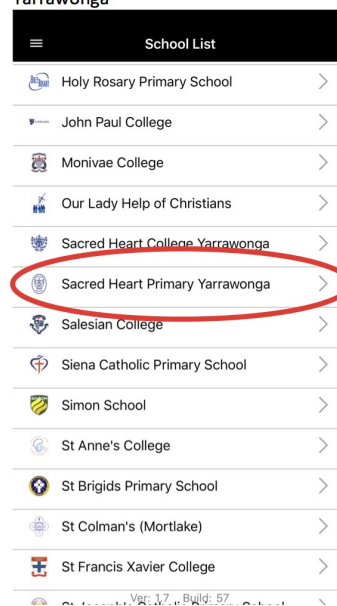 Yarrawonga
School List
Holy Rosary Primary School
John Paul College
Monivae College
Our Lady Help of Christians
Sacred Heart College Yarrawonga
Sacred Heart Primary Yarrawonga
Salesian College
Siena Catholic Primary School
Simon School
St Anne's College
St Brigids Primary School
St Colman's (Mortlake)
St Francis Xavier College
Ver: 1.7 Build: 57